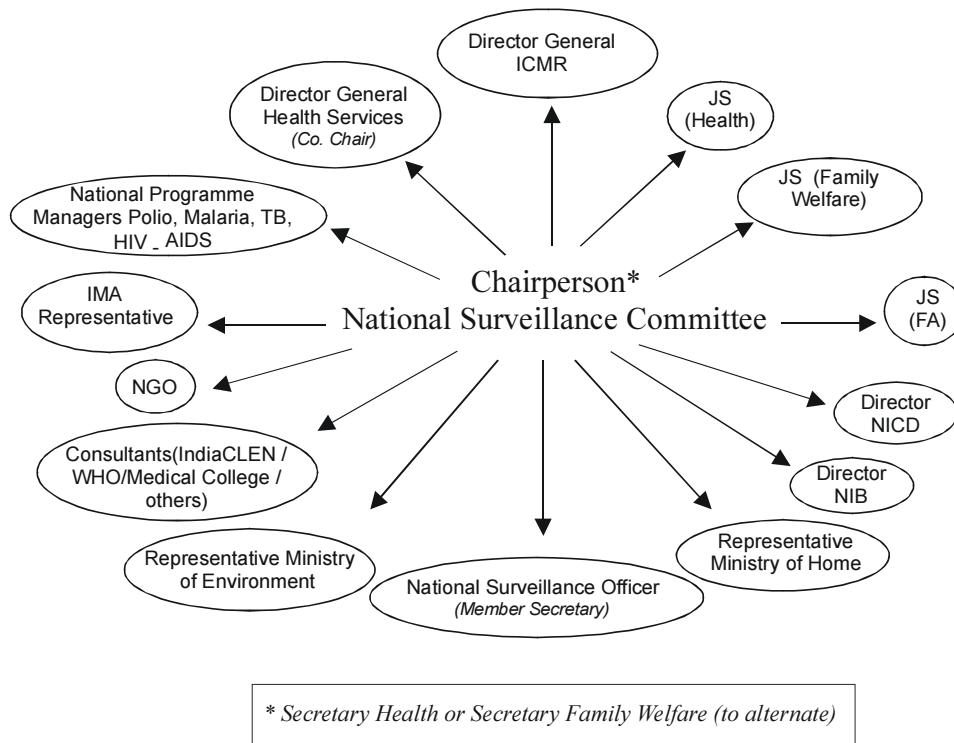 Director General
ICMR
Director General
Health Services
(Co. Chair)
JS
(Health)
National Programme
Managers Polio, Malaria, TB,
HIV - AIDS
JS (Family
Welfare)
Chairperson*
National Surveillance Committee
IMA
Representative
JS
(FA)
NGO
Director
NICD
Consultants(IndiaCLEN /
WHO/Medical College /
others)
Director
NIB
Representative Ministry
of Environment
National Surveillance Officer
(Member Secretary)
Representative
Ministry of Home
* Secretary Health or Secretary Family Welfare (to alternate)